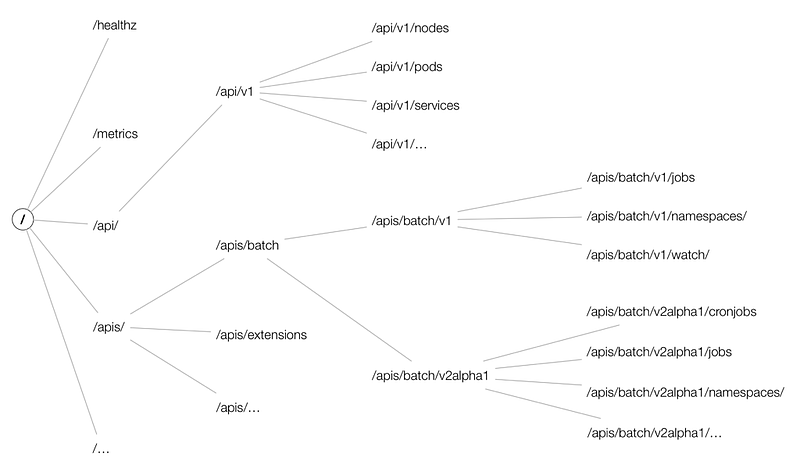 /healthz
/api/v1/nodes
/api/v1/pods
/api/v1
/api/v1/services
/metrics
/api/v1/…
/apis/batch/v1/jobs
/
/api/
/apis/batch/v1
/apis/batch/v1/namespaces/
/apis/batch
/apis/batch/v1/watch/
/apis/batch/v2alpha1/cronjobs
/apis/
/apis/extensions
/apis/batch/v2alpha1/jobs
/apis/batch/v2alpha1
/apis/batch/v2alpha1/namespaces/
/apis/…
/apis/batch/v2alpha1/…
/…